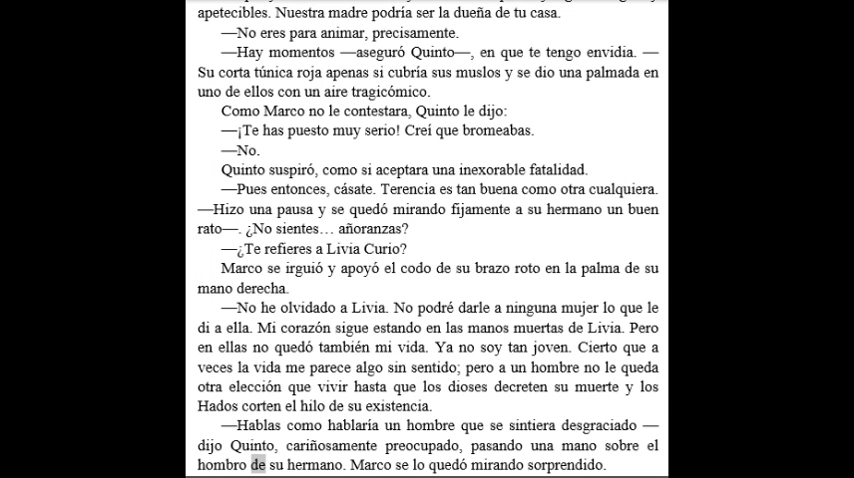 apetecibles. Nuestra madre podría ser la dueña de tu casa.
—No eres para animar, precisamente.
—Hay momentos —aseguró Quinto—, en que te tengo envidia. —
Su corta túnica roja apenas si cubría sus muslos y se dio una palmada en
uno de ellos con un aire tragicómico.
Como Marco no le contestara, Quinto le dijo:
—¡Te has puesto muy serio! Creí que bromeabas.
—No.
Quinto suspiró, como si aceptara una inexorable fatalidad.
—Pues entonces, cásate. Terencia es tan buena como otra cualquiera.
—Hizo una pausa y se quedó mirando fijamente a su hermano un buen
rato—. ¿No sientes… añoranzas?
—¿Te refieres a Livia Curio?
Marco se irguió y apoyó el codo de su brazo roto en la palma de su
mano derecha.
—No he olvidado a Livia. No podré darle a ninguna mujer lo que le
di a ella. Mi corazón sigue estando en las manos muertas de Livia. Pero
en ellas no quedó también mi vida. Ya no soy tan joven. Cierto que a
veces la vida me parece algo sin sentido; pero a un hombre no le queda
otra elección que vivir hasta que los dioses decreten su muerte y los
Hados corten el hilo de su existencia.
—Hablas como hablaría un hombre que se sintiera desgraciado —
dijo Quinto, cariñosamente preocupado, pasando una mano sobre el
hombro de su hermano. Marco se lo quedó mirando sorprendido.